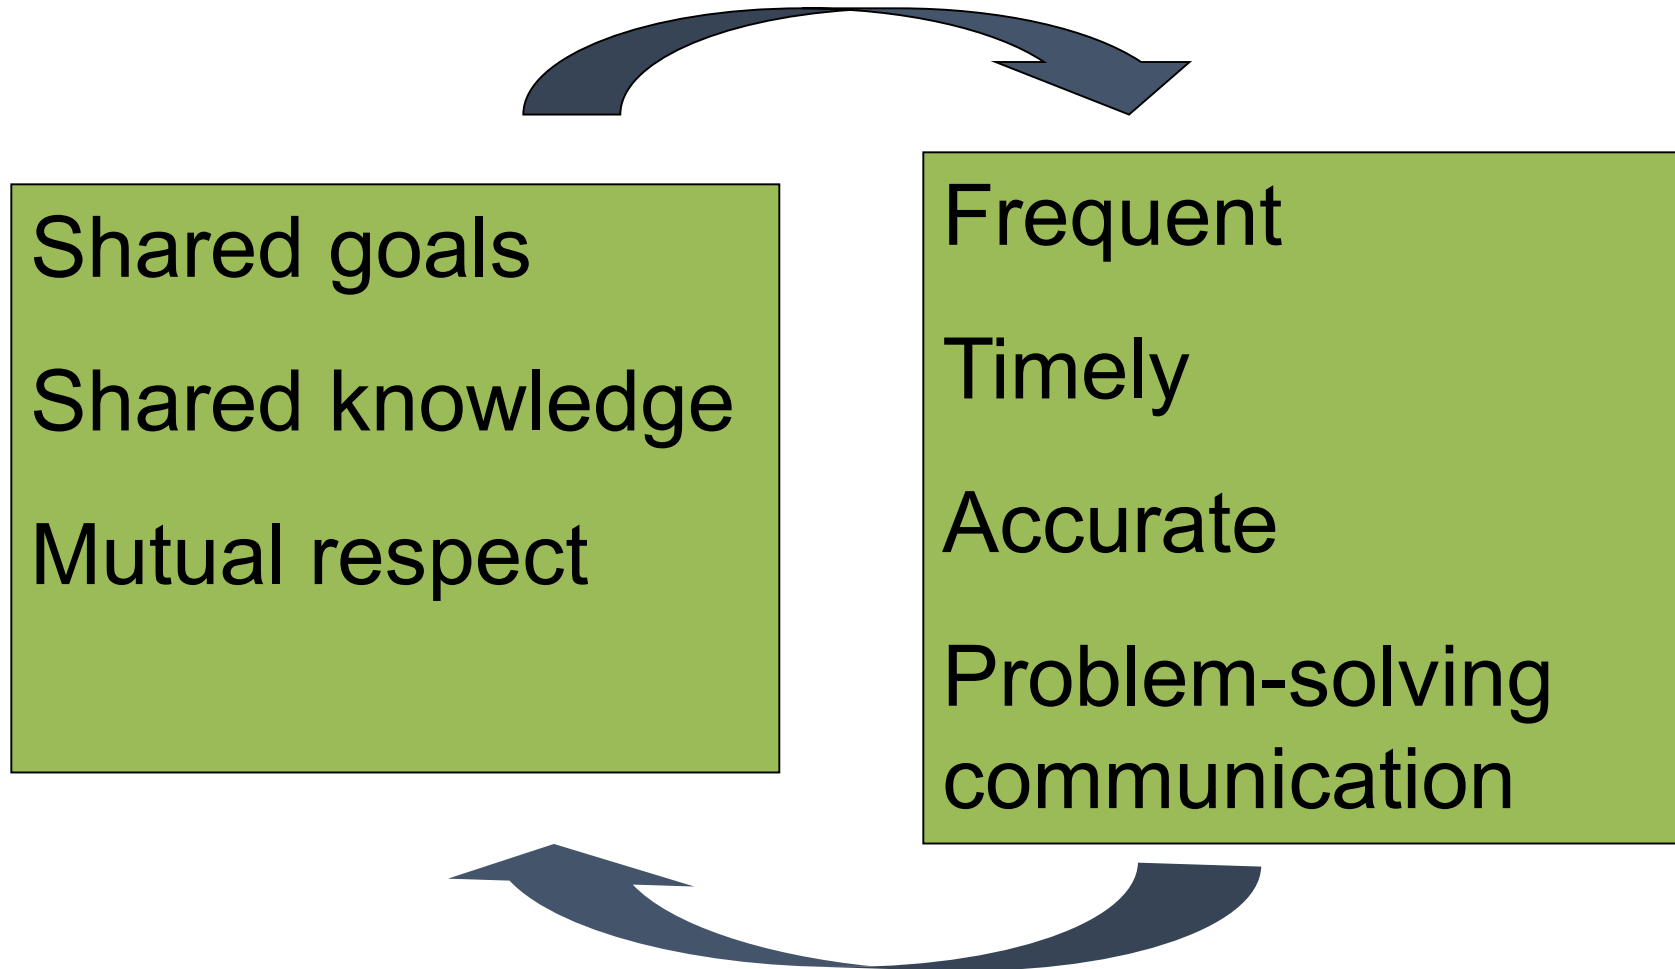 Shared goals
Shared knowledge
Mutual respect
Frequent
Timely
Accurate
Problem-solving
communication